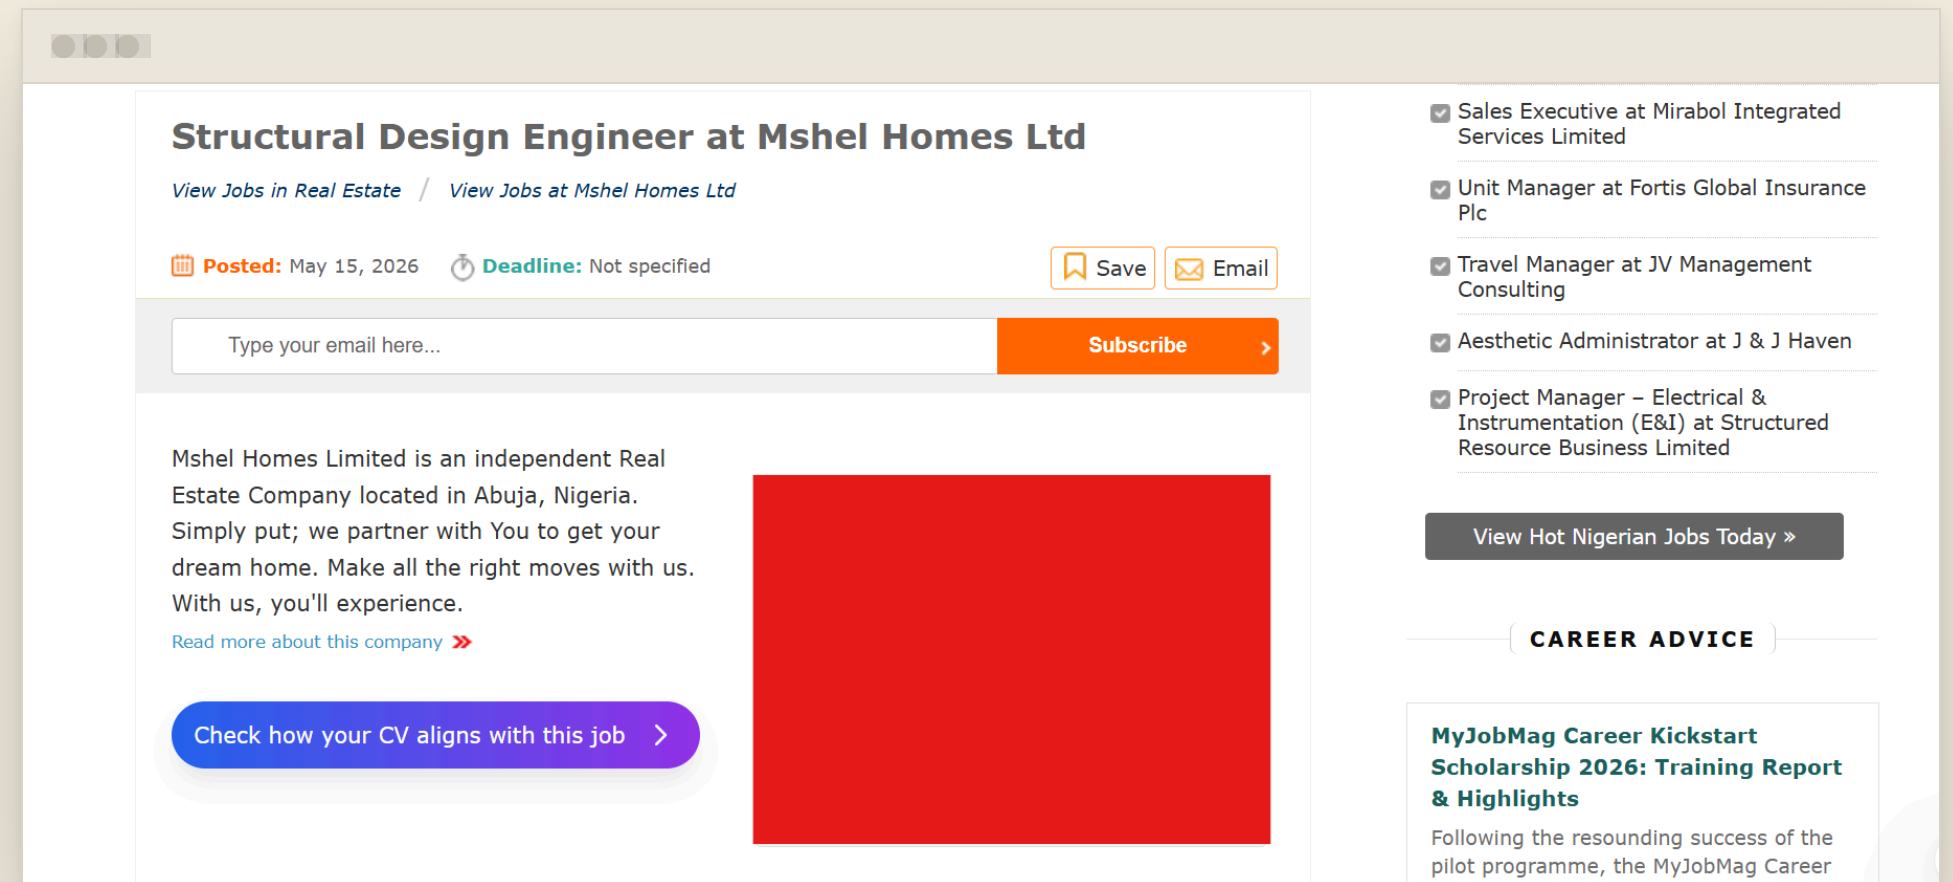 Structural Design Engineer at Mshel Homes Ltd
View Jobs in Real Estate / View Jobs at Mshel Homes Ltd
Posted: May 15, 2026 Deadline: Not specified
Save Email
Type your email here... Subscribe
Mshel Homes Limited is an independent Real
Estate Company located in Abuja, Nigeria.
Simply put; we partner with You to get your
dream home. Make all the right moves with us.
With us, you'll experience.
Read more about this company
Check how your CV aligns with this job
Sales Executive at Mirabol Integrated
Services Limited
Unit Manager at Fortis Global Insurance
Plc
Travel Manager at JV Management
Consulting
Aesthetic Administrator at J & J Haven
Project Manager – Electrical &
Instrumentation (E&I) at Structured
Resource Business Limited
View Hot Nigerian Jobs Today »
CAREER ADVICE
MyJobMag Career Kickstart
Scholarship 2026: Training Report
& Highlights
Following the resounding success of the
pilot programme, the MyJobMag Career